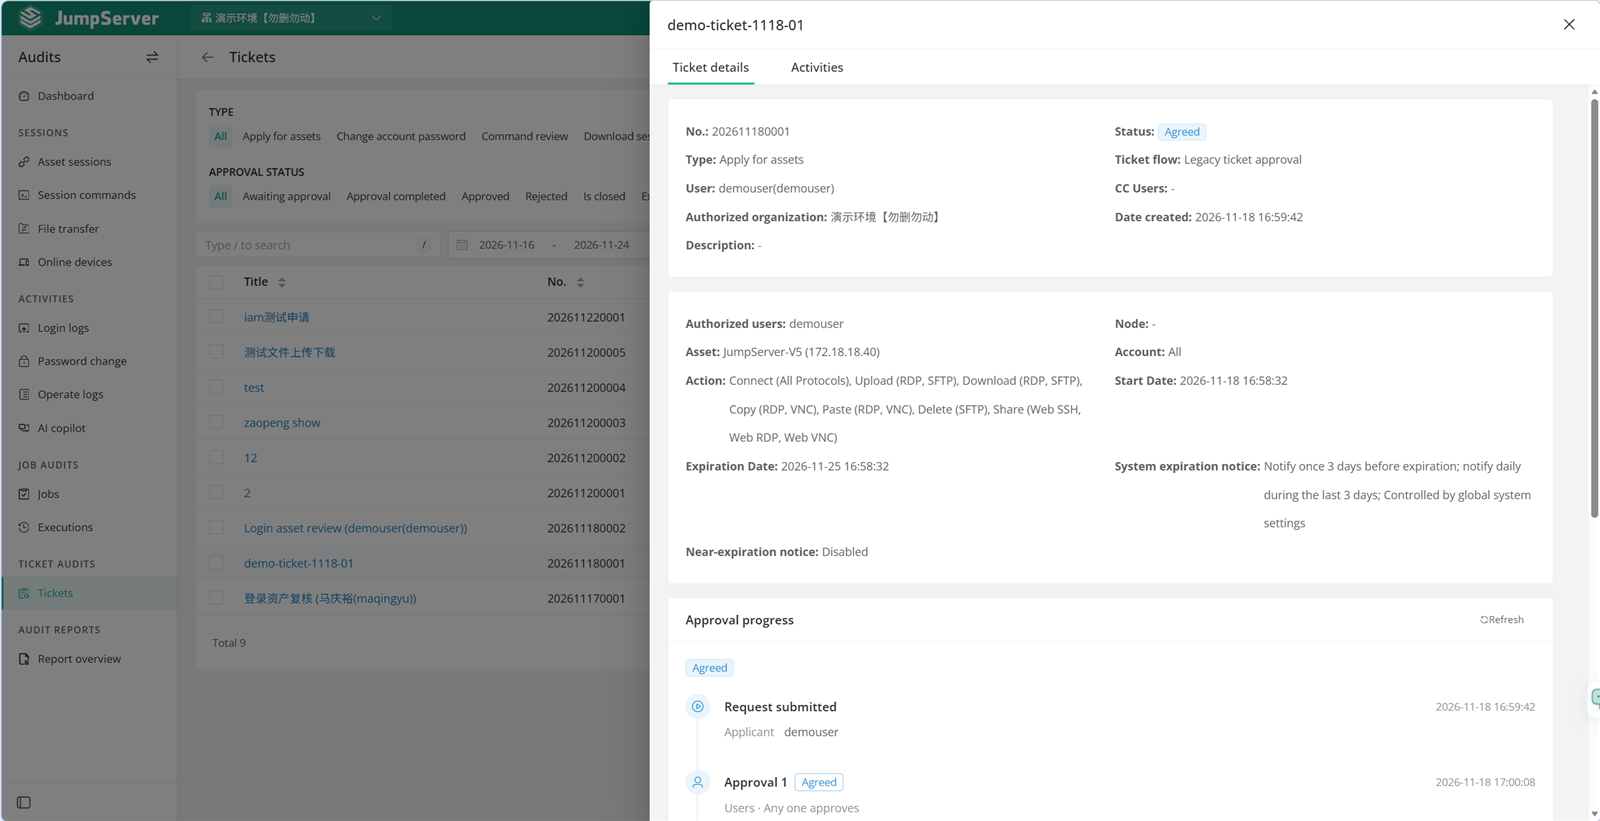 JumpServer
演示环境【勿删勿动】
Audits
Dashboard
SESSIONS
Asset sessions
Session commands
File transfer
Online devices
ACTIVITIES
Login logs
Password change
Operate logs
AI copilot
JOB AUDITS
Jobs
Executions
TICKET AUDITS
Tickets
AUDIT REPORTS
Report overview
Tickets
TYPE
All Apply for assets Change account password Command review Download
APPROVAL STATUS
All Awaiting approval Approval completed Approved Rejected Is closed
Type / to search /
2026-11-16 - 2026-11-24
Title No.
iam测试申请 202611220001
测试文件上传下载 202611200005
test 202611200004
zaopeng show 202611200003
12 202611200002
2 202611200001
Login asset review (demouser(demouser)) 202611180002
demo-ticket-1118-01 202611180001
登录资产复核 (马庆裕(maqingyu)) 202611170001
Total 9
demo-ticket-1118-01
Ticket details Activities
No.: 202611180001
Status: Agreed
Type: Apply for assets
Ticket flow: Legacy ticket approval
User: demouser(demouser)
CC Users: -
Authorized organization: 演示环境【勿删勿动】
Date created: 2026-11-18 16:59:42
Description: -
Authorized users: demouser
Node: -
Asset: JumpServer-V5 (172.18.18.40)
Account: All
Action: Connect (All Protocols), Upload (RDP, SFTP), Download (RDP, SFTP),
Copy (RDP, VNC), Paste (RDP, VNC), Delete (SFTP), Share (Web SSH,
Web RDP, Web VNC)
Start Date: 2026-11-18 16:58:32
Expiration Date: 2026-11-25 16:58:32
System expiration notice: Notify once 3 days before expiration; notify daily
during the last 3 days; Controlled by global system
settings
Near-expiration notice: Disabled
Approval progress
Refresh
Agreed
Request submitted
2026-11-18 16:59:42
Applicant demouser
Approval 1 Agreed
2026-11-18 17:00:08
Users · Any one approves